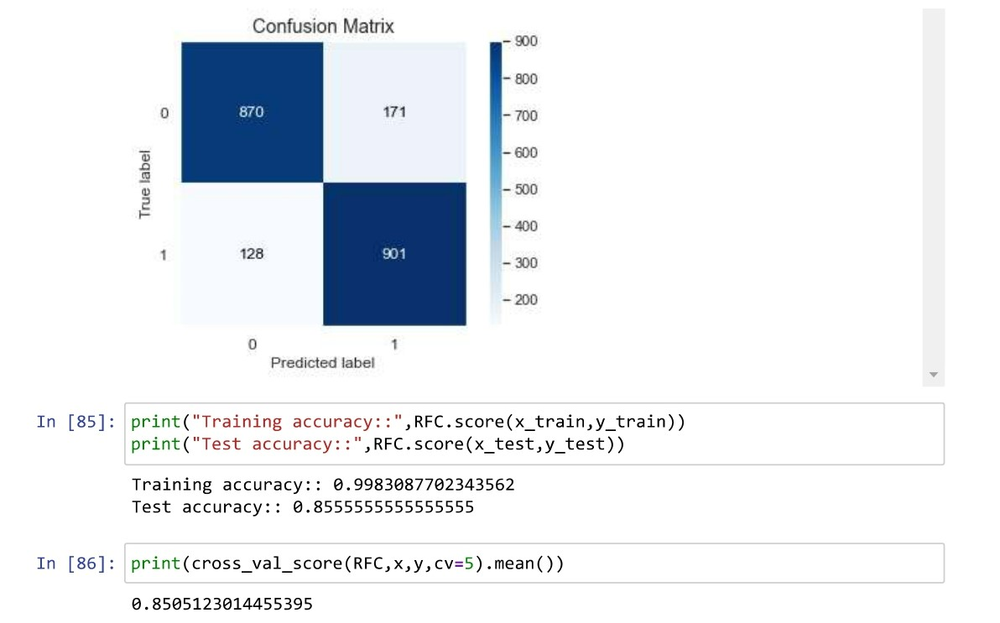 Confusion Matrix
900
800
0
870
171
700
600
True label
500
400
1
128
901
300
200
0
1
Predicted label
In [85]: print("Training accuracy::",RFC.score(x_train,y_train))
print("Test accuracy::",RFC.score(x_test,y_test))
Training accuracy:: 0.9983087702343562
Test accuracy:: 0.8555555555555555
In [86]: print(cross_val_score(RFC,x,y,cv=5).mean())
0.8505123014455395